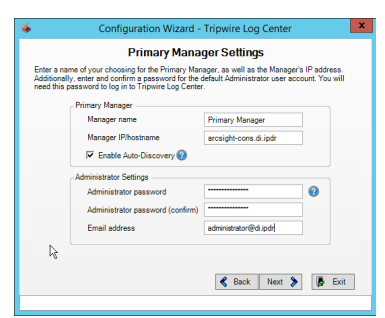 Configuration Wizard - Tripwire Log Center
x
Primary Manager Settings
Enter a name of your choosing for the Primary Manager, as well as the Manager's IP address.
Additionally, enter and confirm a password for the default Administrator user account. You will
need this password to log in to Tripwire Log Center.
Primary Manager
Manager name Primary Manager
Manager IP/hostname arcsight-cons.di.ipdr
Enable Auto-Discovery ?
Administrator Settings
Administrator password *************** ?
Administrator password (confirm) ***************
Email address administrator@di.ipdr
Back Next Exit